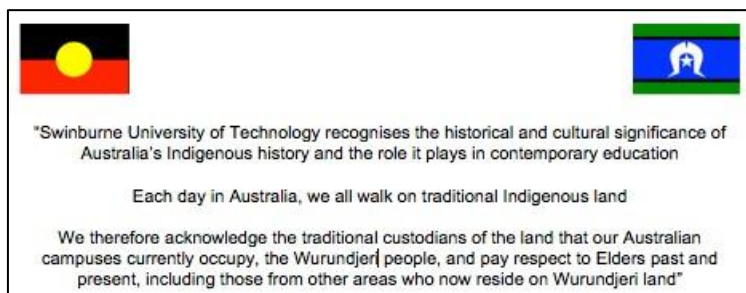 "Swinburne University of Technology recognises the historical and cultural significance of
Australia's Indigenous history and the role it plays in contemporary education
Each day in Australia, we all walk on traditional Indigenous land
We therefore acknowledge the traditional custodians of the land that our Australian
campuses currently occupy, the Wurundjeri people, and pay respect to Elders past and
present, including those from other areas who now reside on Wurundjeri land"